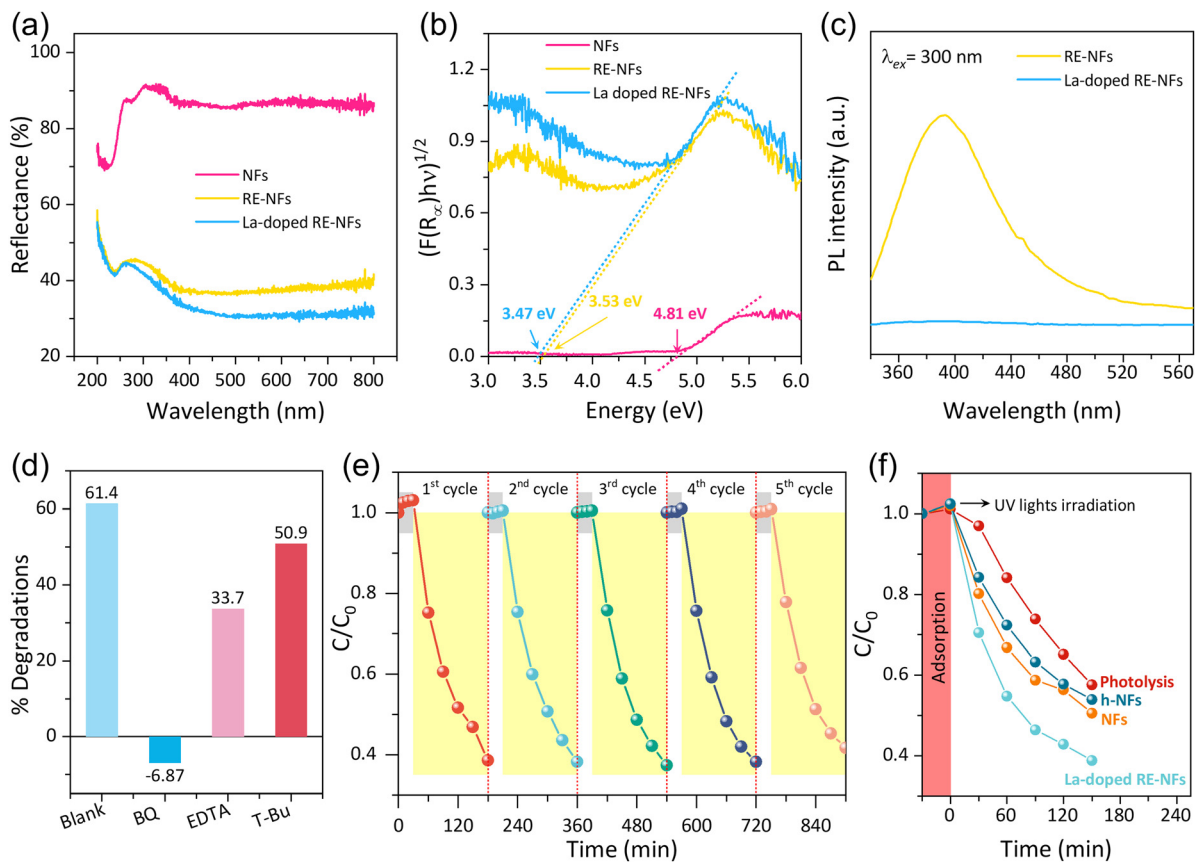 (a)
100
80
60
40
20
Reflectance (%)
NFs
RE-NFs
La-doped RE-NFs
200 300 400 500 600 700 800
Wavelength (nm)
(b)
1.2
0.9
0.6
0.3
0.0
(F(R∝)hν)^1/2
NFs
RE-NFs
La doped RE-NFs
3.47 eV
3.53 eV
4.81 eV
3.0 3.5 4.0 4.5 5.0 5.5 6.0
Energy (eV)
(c)
λex= 300 nm
RE-NFs
La-doped RE-NFs
PL intensity (a.u.)
360 400 440 480 520 560
Wavelength (nm)
(d)
60
40
20
0
% Degradations
61.4
-6.87
33.7
50.9
Blank BQ EDTA T-Bu
(e)
1st cycle 2nd cycle 3rd cycle 4th cycle 5th cycle
1.0
0.8
0.6
0.4
C/C0
0 120 240 360 480 600 720 840
Time (min)
(f)
1.0
0.8
0.6
0.4
C/C0
UV lights irradiation
Adsorption
Photolysis
h-NFs
NFs
La-doped RE-NFs
0 60 120 180 240
Time (min)